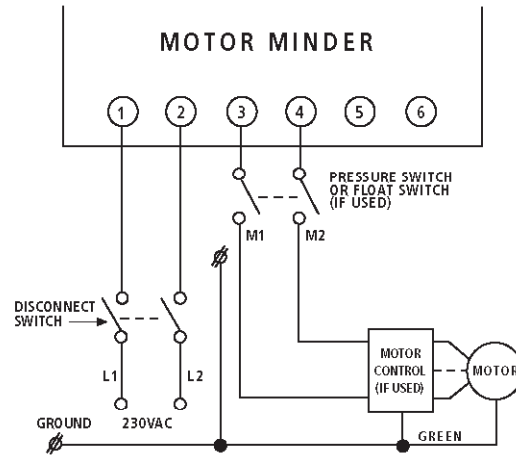 MOTOR MINDER
1 2 3 4 5 6
PRESSURE SWITCH
OR FLOAT SWITCH
(IF USED)
M1 M2
DISCONNECT
SWITCH
L1 L2
MOTOR
CONTROL
(IF USED)
MOTOR
GROUND 230VAC
GREEN